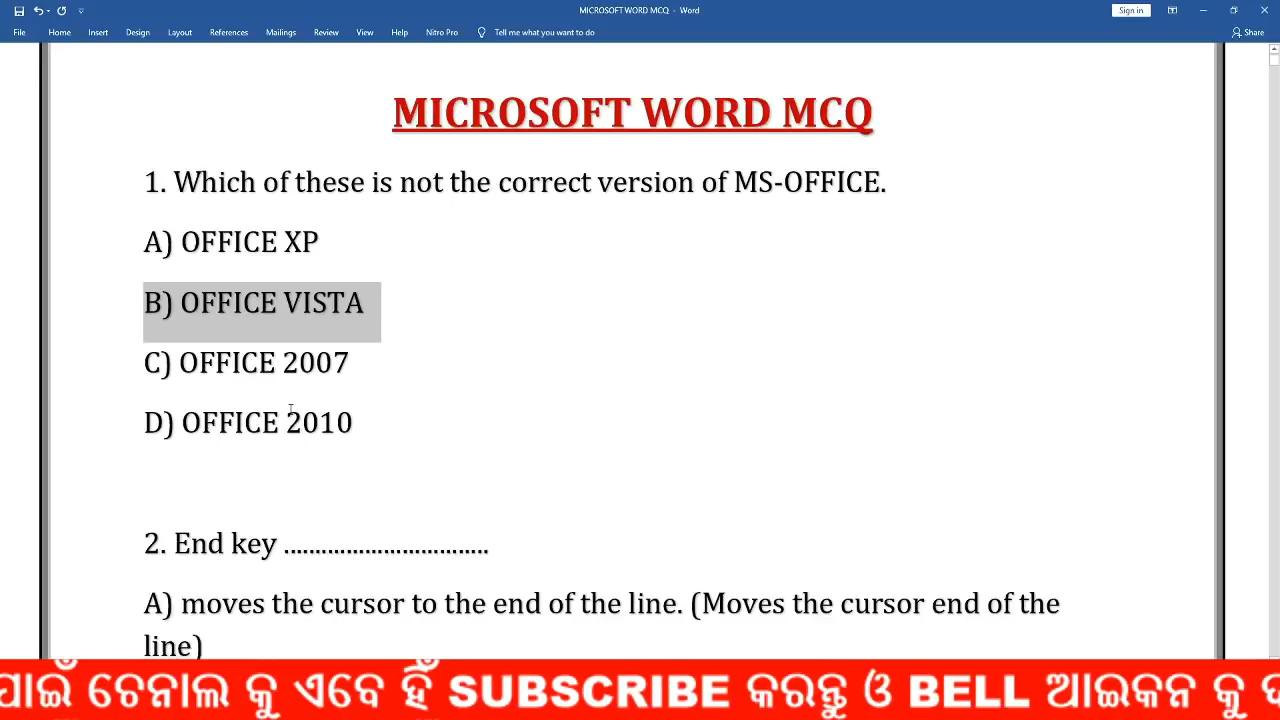 MICROSOFT WORD MCQ - Word
Sign in
File Home Insert Design Layout References Mailings Review View Help Nitro Pro Tell me what you want to do Share
MICROSOFT WORD MCQ
1. Which of these is not the correct version of MS-OFFICE.
A) OFFICE XP
B) OFFICE VISTA
C) OFFICE 2007
D) OFFICE 2010
2. End key ................................
A) moves the cursor to the end of the line. (Moves the cursor end of the
line)
ପାଇଁ ଚେନାଲ କୁ ଏବେ ହିଁ SUBSCRIBE କରନ୍ତୁ ଓ BELL ଆଇକନ କୁ